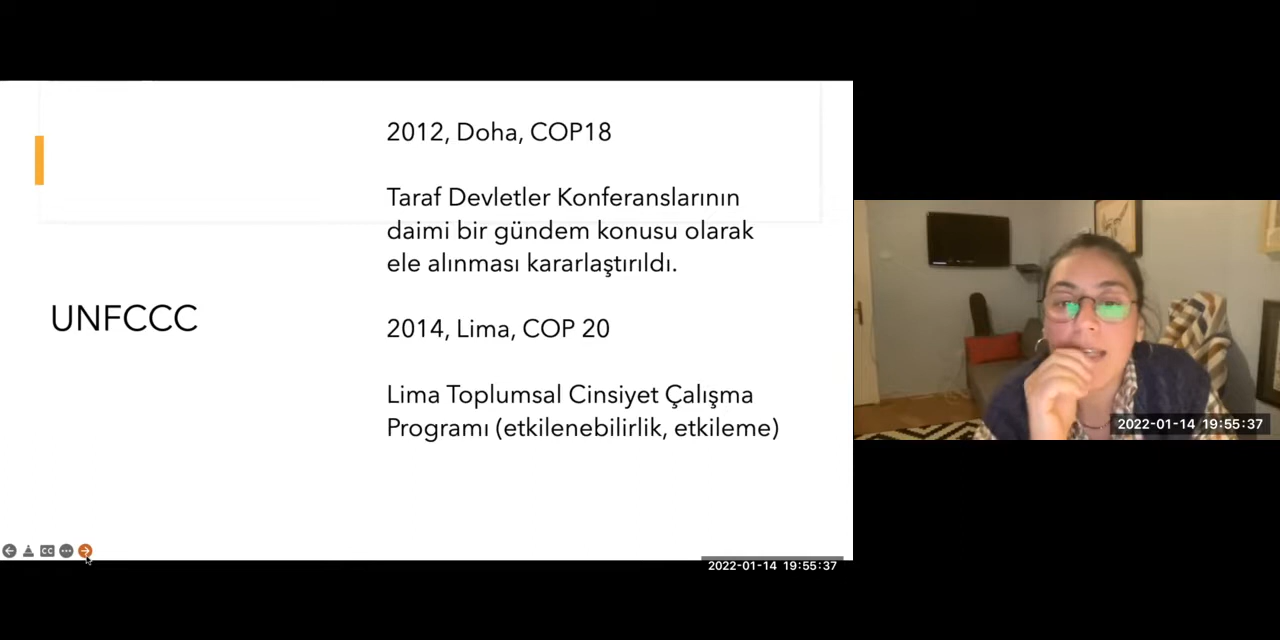 2012, Doha, COP18
Taraf Devletler Konferanslarının
daimi bir gündem konusu olarak
ele alınması kararlaştırıldı.
UNFCCC
2014, Lima, COP 20
Lima Toplumsal Cinsiyet Çalışma
Programı (etkilenebilirlik, etkileme)
2022-01-14 19:55:37
CC
2022-01-14 19:55:37